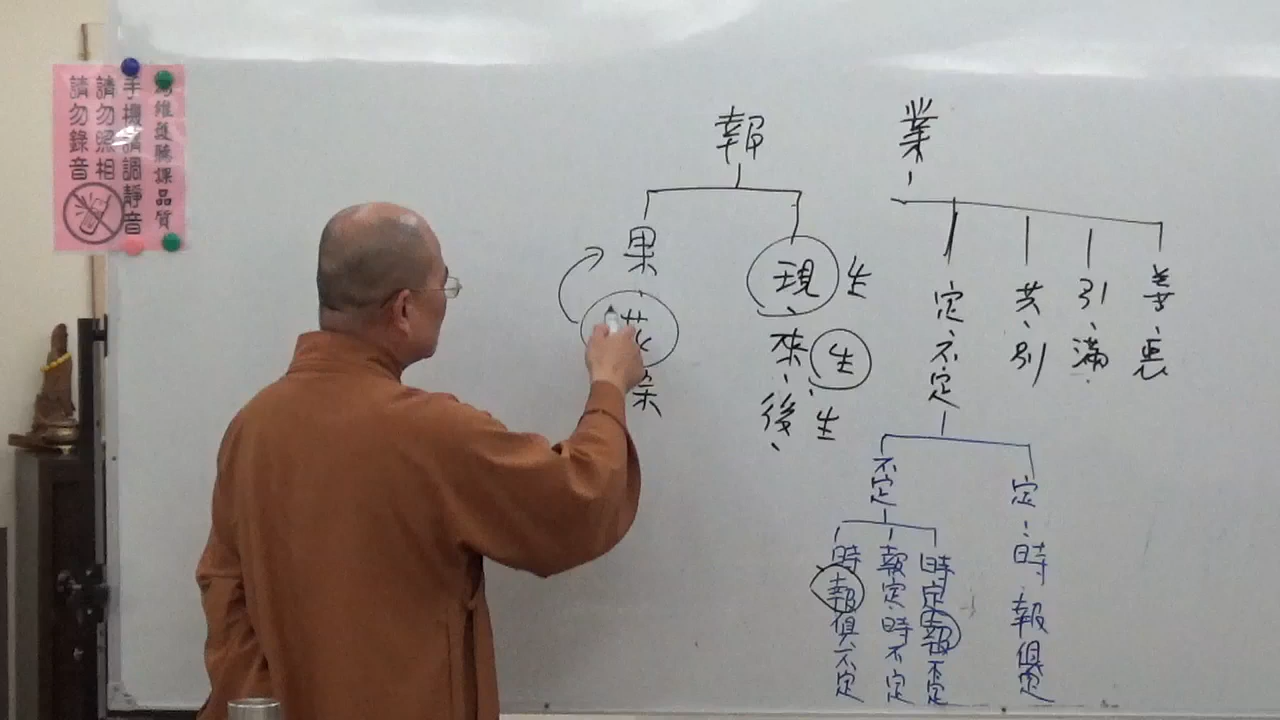 為維護聽課品質
手機請調靜音
請勿照相
請勿錄音
業
善、惡
引、滿
共、別
定、不定
定：時報俱定
不定
時定報不定
報定、時不定
時報俱不定
報
現、來、後、
生
生
生
果、花